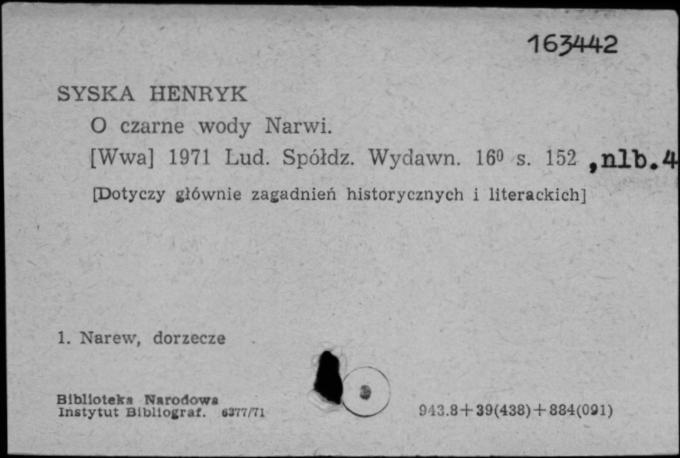 163442
SYSKA HENRYK
O czarne wody Narwi.
[Wwa] 1971 Lud. Spółdz. Wydawn. 16⁰ s. 152 ,nlb.4
[Dotyczy głównie zagadnień historycznych i literackich]
1. Narew, dorzecze
Biblioteka Narodowa
Instytut Bibliograf. 6377/71
943.8+39(438)+884(091)